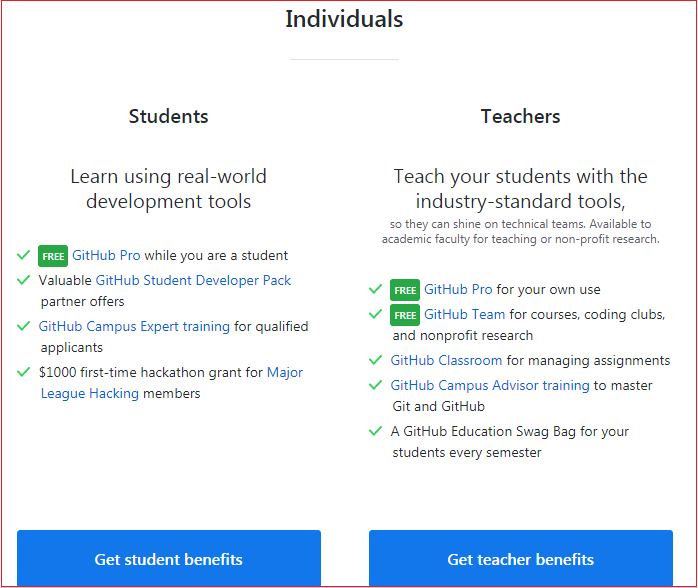 Individuals
Students
Learn using real-world
development tools
FREE GitHub Pro while you are a student
Valuable GitHub Student Developer Pack
partner offers
GitHub Campus Expert training for qualified
applicants
$1000 first-time hackathon grant for Major
League Hacking members
Get student benefits
Teachers
Teach your students with the
industry-standard tools,
so they can shine on technical teams. Available to
academic faculty for teaching or non-profit research.
FREE GitHub Pro for your own use
FREE GitHub Team for courses, coding clubs,
and nonprofit research
GitHub Classroom for managing assignments
GitHub Campus Advisor training to master
Git and GitHub
A GitHub Education Swag Bag for your
students every semester
Get teacher benefits